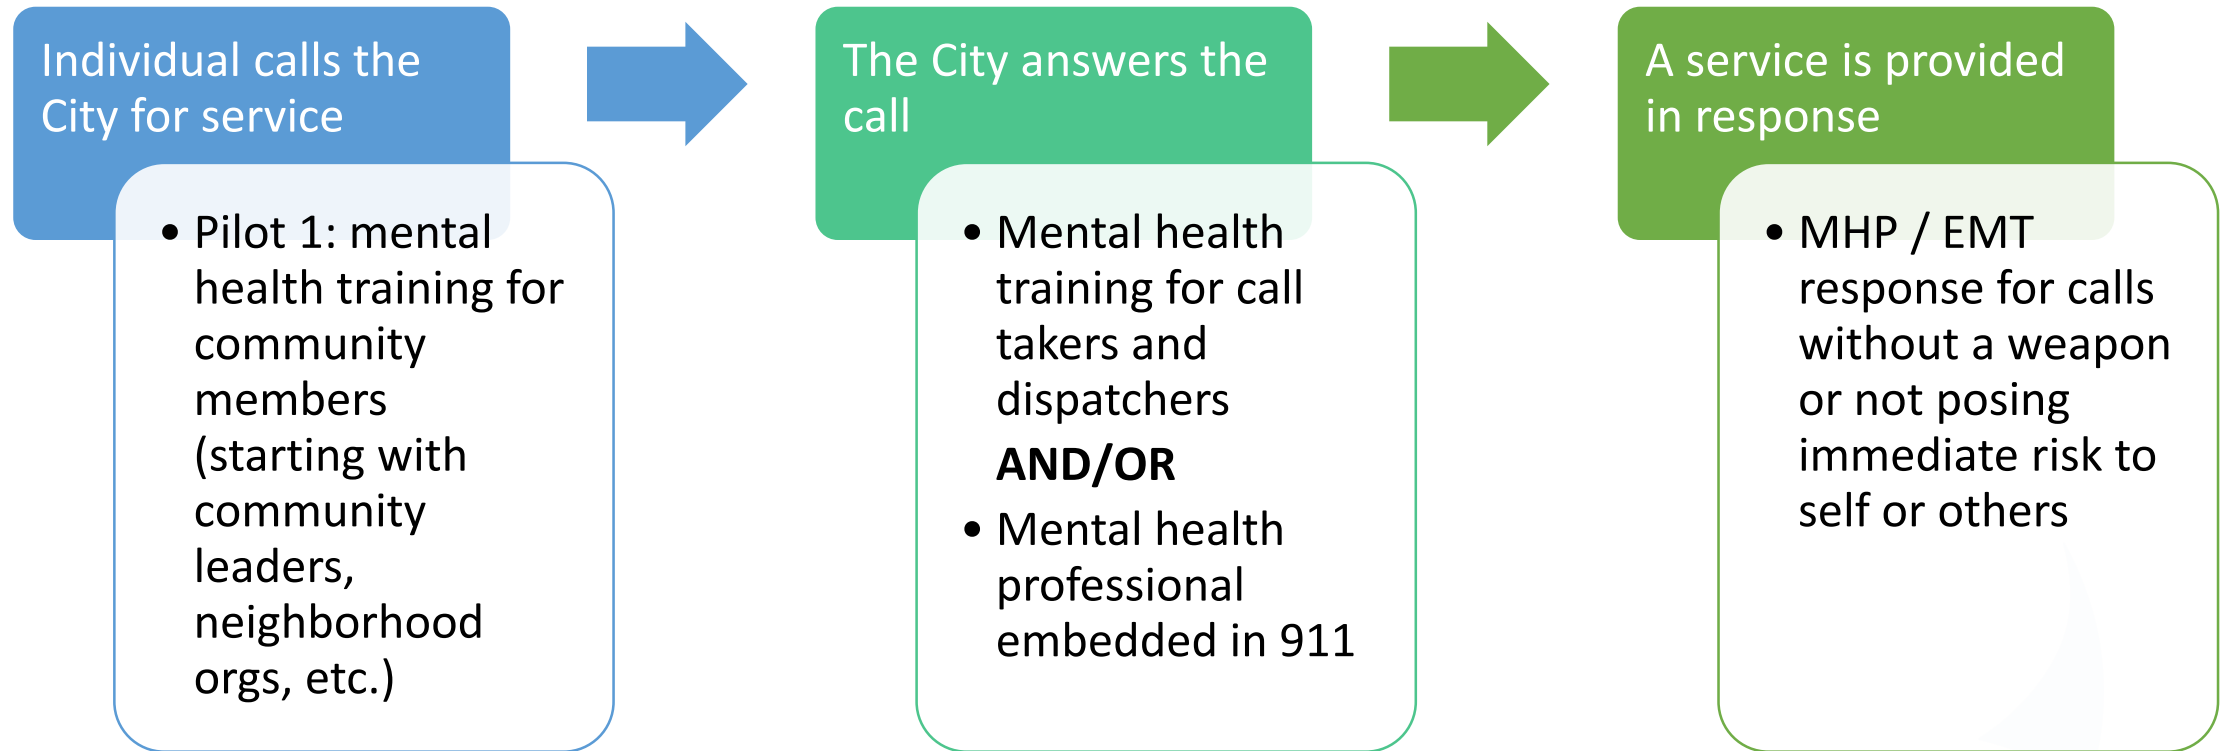 Individual calls the
City for service
• Pilot 1: mental
health training for
community
members
(starting with
community
leaders,
neighborhood
orgs, etc.)
The City answers the
call
• Mental health
training for call
takers and
dispatchers
AND/OR
• Mental health
professional
embedded in 911
A service is provided
in response
• MHP / EMT
response for calls
without a weapon
or not posing
immediate risk to
self or others